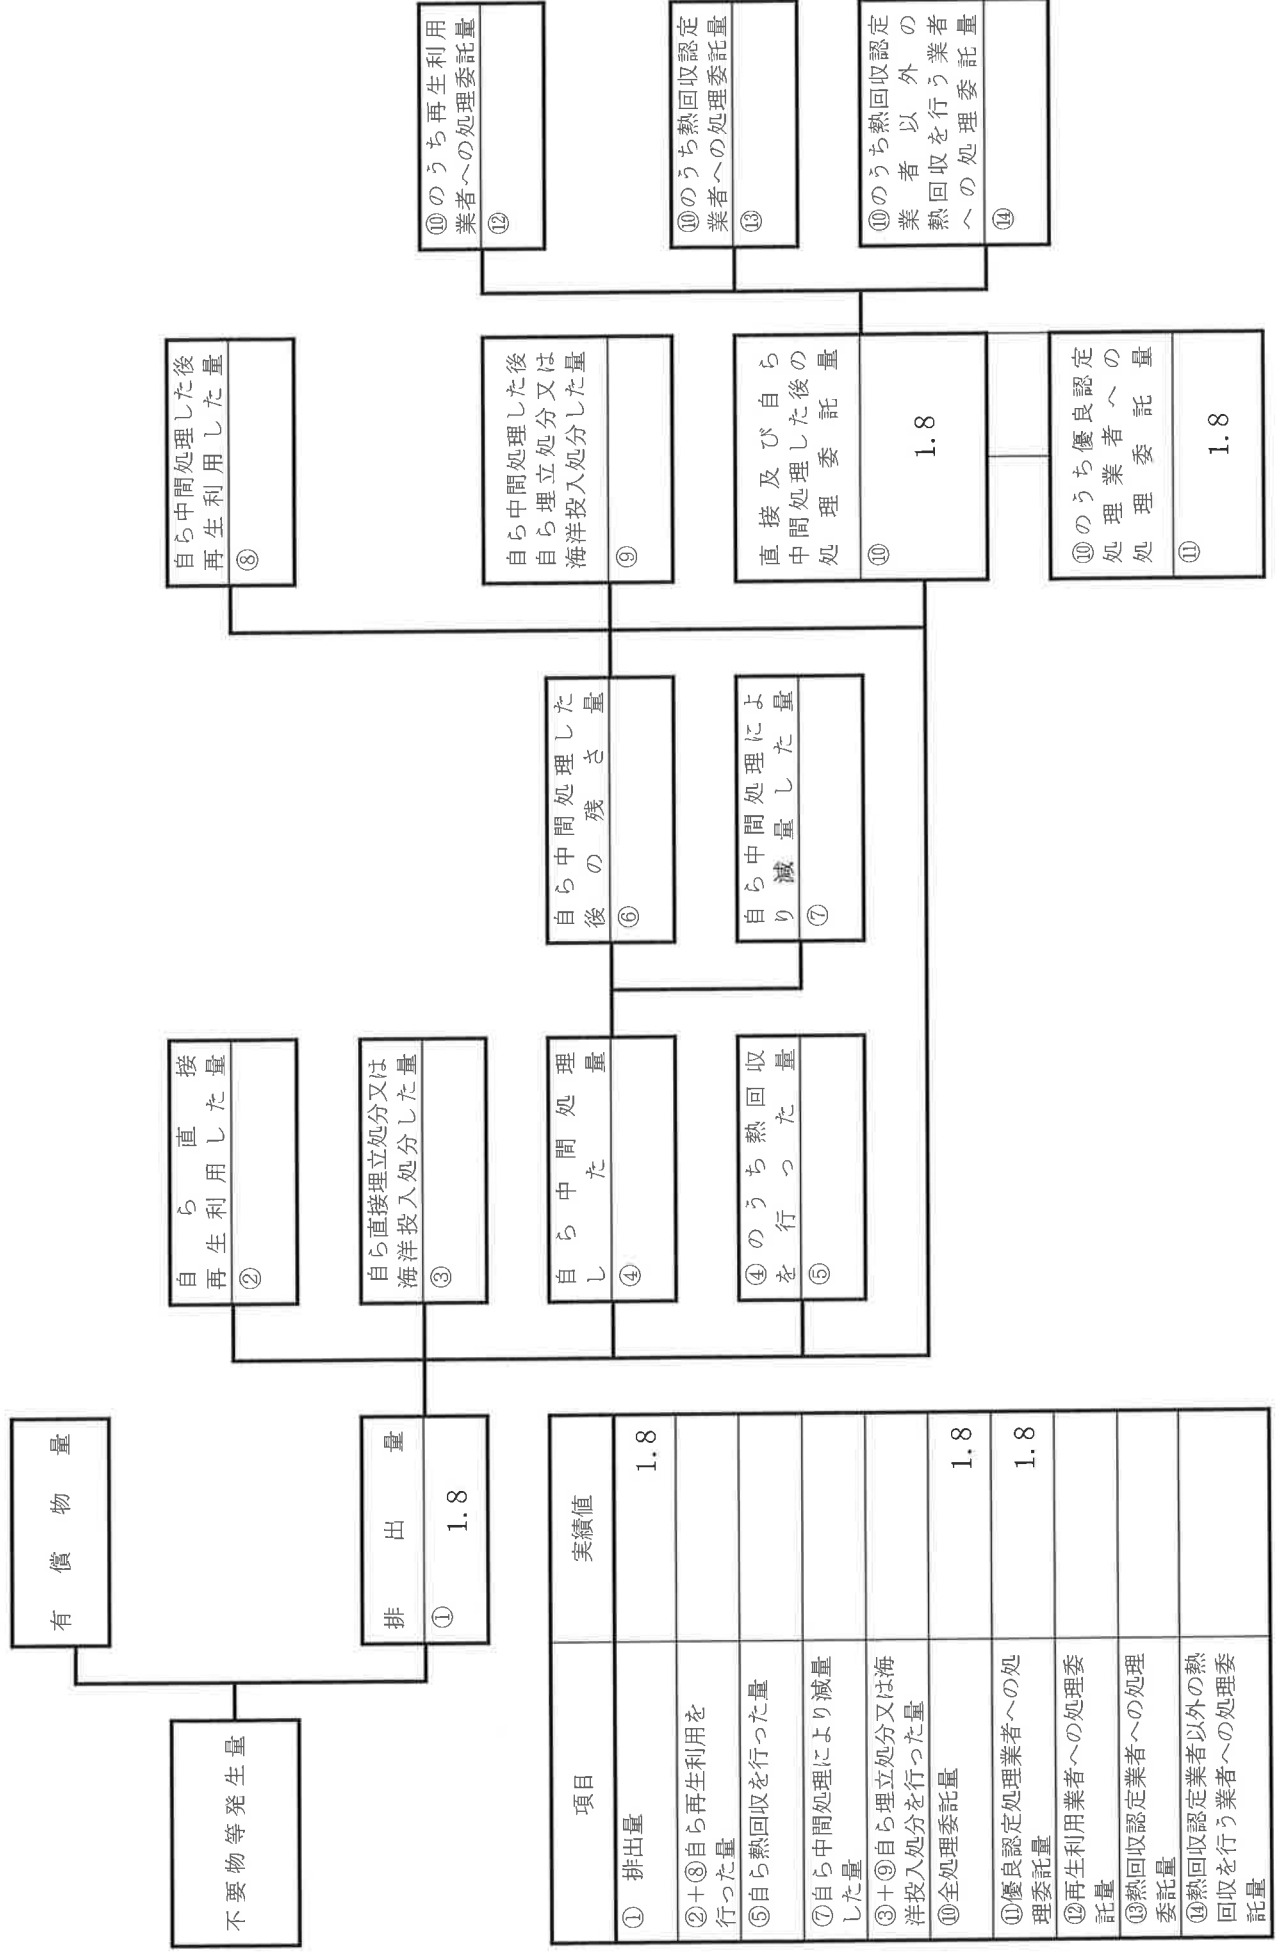 有償物量
不要物等発生量
排出量
①
1.8
自ら直接
再生利用した量
②
自ら直接埋立処分又は
海洋投入処分した量
③
自ら中間処理
した量
④
④のうち熱回収
を行った量
⑤
自ら中間処理した
後の残さ量
⑥
自ら中間処理によ
り減量した量
⑦
自ら中間処理した後
再生利用した量
⑧
自ら中間処理した後
自ら埋立処分又は
海洋投入処分した量
⑨
直接及び自ら
中間処理した後の
処理委託量
⑩
1.8
⑩のうち優良認定
処理業者への
処理委託量
⑪
1.8
⑩のうち再生利用
業者への処理委託量
⑫
⑩のうち熱回収認定
業者への処理委託量
⑬
⑩のうち熱回収認定
業者以外の
熱回収を行う業者
への処理委託量
⑭
項目 実績値
① 排出量 1.8
②+⑧自ら再生利用を
行った量
⑤自ら熱回収を行った量
⑦自ら中間処理により減量
した量
③+⑨自ら埋立処分又は海
洋投入処分を行った量
⑩全処理委託量 1.8
⑪優良認定処理業者への処
理委託量 1.8
⑫再生利用業者への処理委
託量
⑬熱回収認定業者への処理
委託量
⑭熱回収認定業者以外の熱
回収を行う業者への処理委
託量